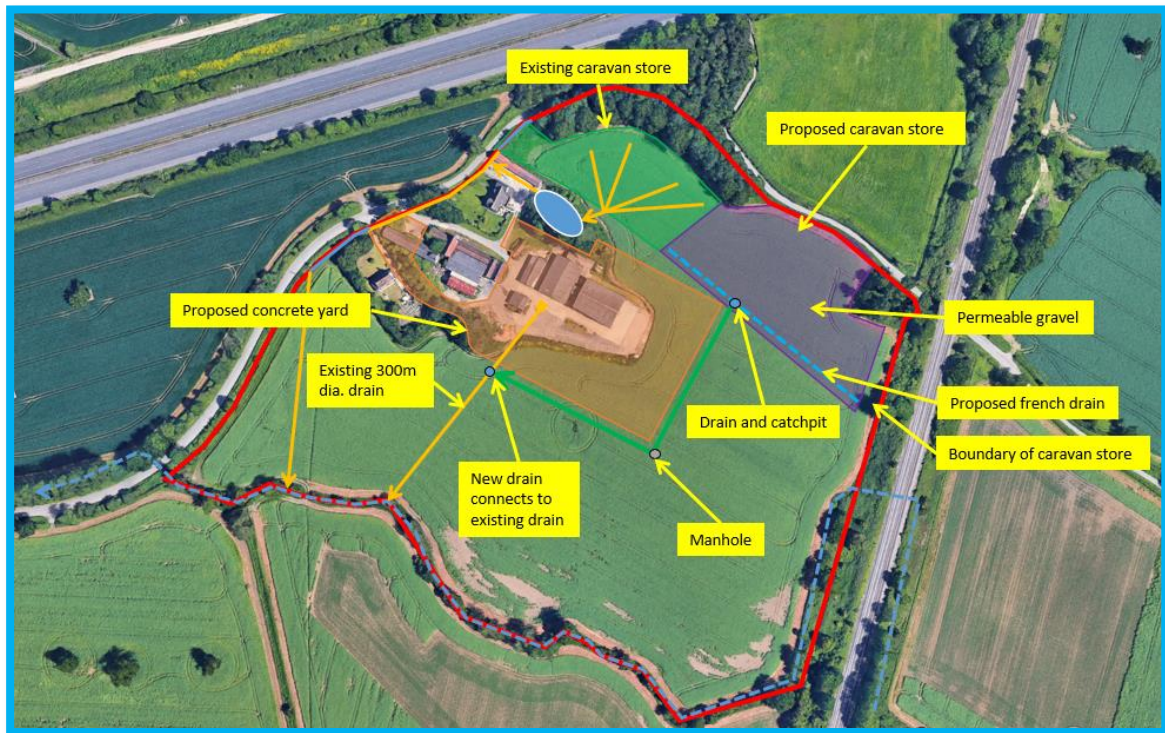 Existing caravan store
Proposed caravan store
Proposed concrete yard
Permeable gravel
Existing 300m
dia. drain
Proposed french drain
Drain and catchpit
Boundary of caravan store
New drain
connects to
existing drain
Manhole